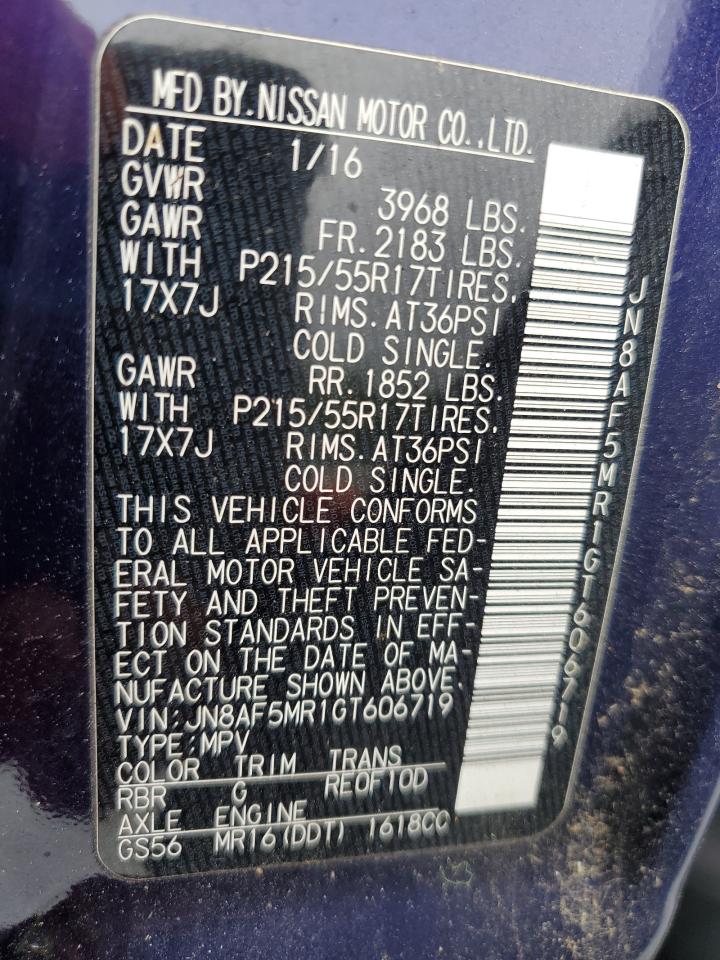 MFD BY.NISSAN MOTOR CO.,LTD.
DATE 1/16
GVWR 3968 LBS.
GAWR FR. 2183 LBS.
WITH P215/55R17TIRES,
17X7J RIMS. AT36PSI
COLD SINGLE.
GAWR RR. 1852 LBS.
WITH P215/55R17TIRES,
17X7J RIMS. AT36PSI
COLD SINGLE.
THIS VEHICLE CONFORMS
TO ALL APPLICABLE FED-
ERAL MOTOR VEHICLE SA-
FETY AND THEFT PREVEN-
TION STANDARDS IN EFF-
ECT ON THE DATE OF MA-
NUFACTURE SHOWN ABOVE.
VIN:JN8AF5MR1GT606719
TYPE:MPV
COLOR TRIM TRANS
RBR G RE0F10D
AXLE ENGINE
GS56 MR16(DDT) 1618CC
JN8AF5MR1GT606719